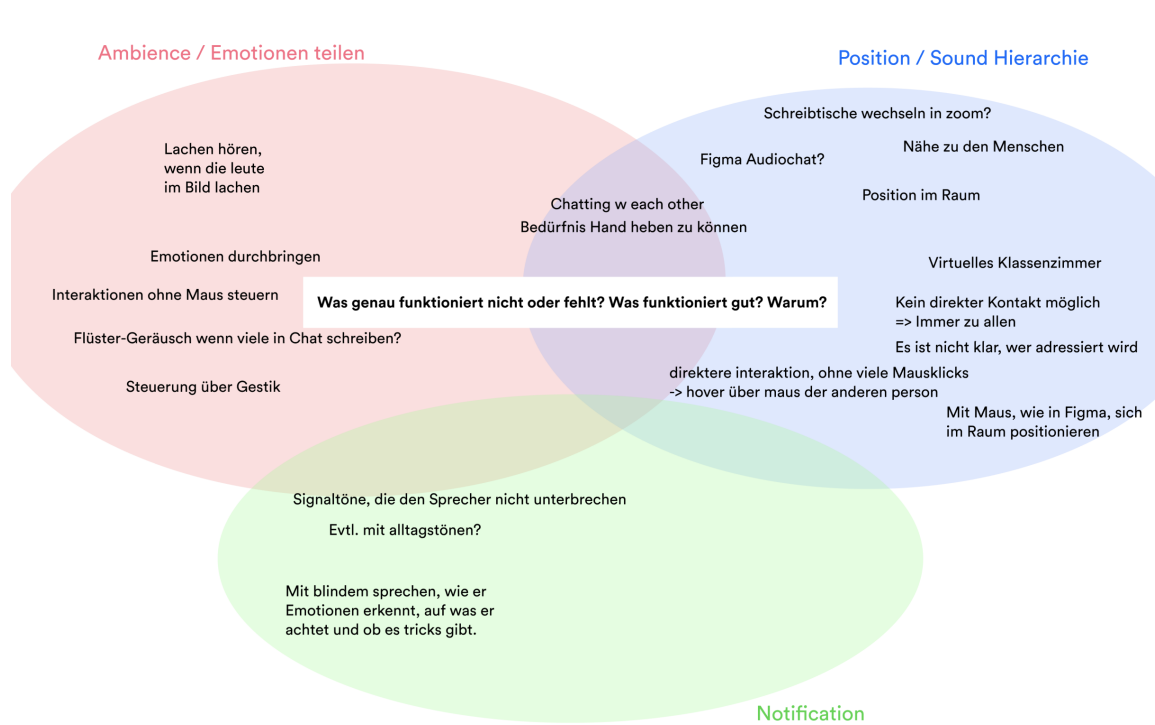 Ambience / Emotionen teilen
Position / Sound Hierarchie
Schreibtische wechseln in zoom?
Lachen hören,
wenn die leute
im Bild lachen
Figma Audiochat?
Nähe zu den Menschen
Position im Raum
Chatting w each other
Bedürfnis Hand heben zu können
Emotionen durchbringen
Virtuelles Klassenzimmer
Interaktionen ohne Maus steuern
Was genau funktioniert nicht oder fehlt? Was funktioniert gut? Warum?
Kein direkter Kontakt möglich
=> Immer zu allen
Flüster-Geräusch wenn viele in Chat schreiben?
Es ist nicht klar, wer adressiert wird
Steuerung über Gestik
direktere interaktion, ohne viele Mausklicks
-> hover über maus der anderen person
Mit Maus, wie in Figma, sich
im Raum positionieren
Signaltöne, die den Sprecher nicht unterbrechen
Evtl. mit alltagstönen?
Mit blindem sprechen, wie er
Emotionen erkennt, auf was er
achtet und ob es tricks gibt.
Notification